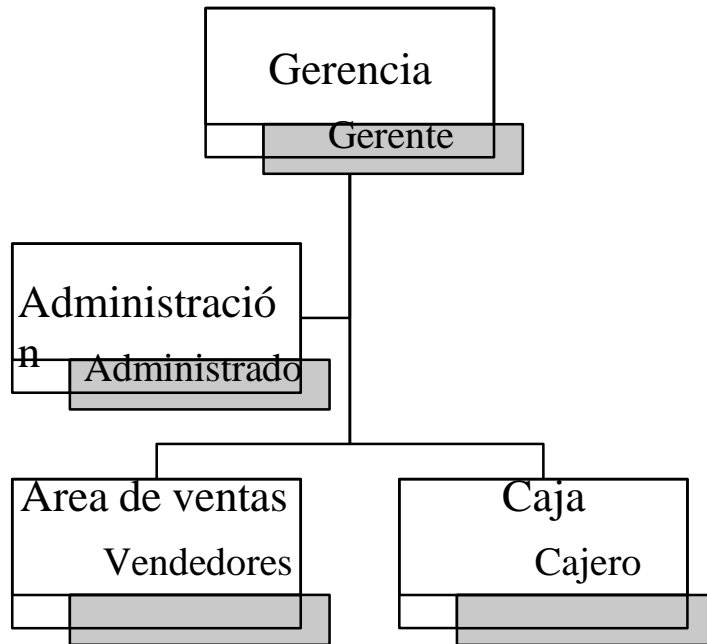 Gerencia
Gerente
Administració
n
Administrado
Area de ventas
Vendedores
Caja
Cajero